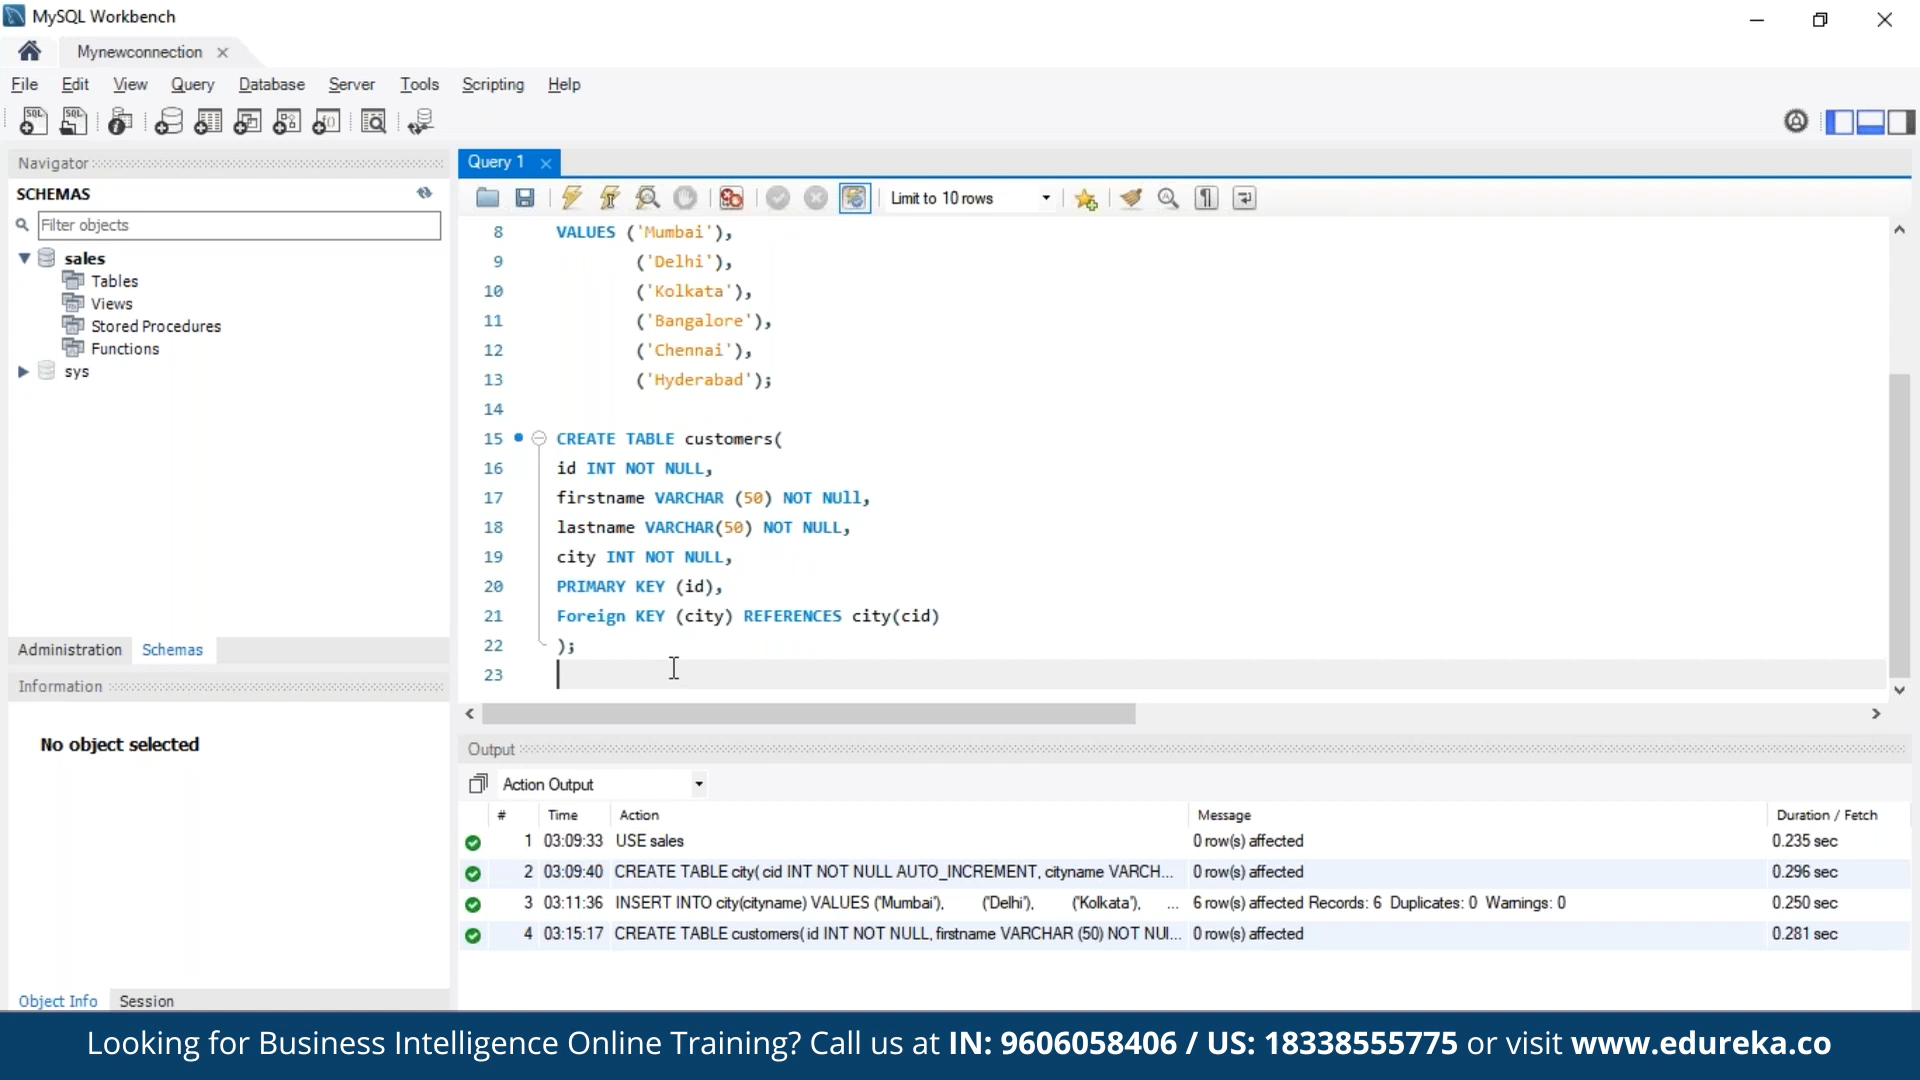 MySQL Workbench
Mynewconnection
File Edit View Query Database Server Tools Scripting Help
Navigator
SCHEMAS
Filter objects
sales
Tables
Views
Stored Procedures
Functions
sys
Administration Schemas
Information
No object selected
Object Info Session
Query 1
Limit to 10 rows
8 VALUES ('Mumbai'),
9 ('Delhi'),
10 ('Kolkata'),
11 ('Bangalore'),
12 ('Chennai'),
13 ('Hyderabad');
14
15 CREATE TABLE customers(
16 id INT NOT NULL,
17 firstname VARCHAR (50) NOT NUll,
18 lastname VARCHAR(50) NOT NULL,
19 city INT NOT NULL,
20 PRIMARY KEY (id),
21 Foreign KEY (city) REFERENCES city(cid)
22 );
23
Output
Action Output
# Time Action Message Duration / Fetch
1 03:09:33 USE sales 0 row(s) affected 0.235 sec
2 03:09:40 CREATE TABLE city( cid INT NOT NULL AUTO_INCREMENT, cityname VARCH... 0 row(s) affected 0.296 sec
3 03:11:36 INSERT INTO city(cityname) VALUES ('Mumbai'), ('Delhi'), ('Kolkata'), ... 6 row(s) affected Records: 6 Duplicates: 0 Warnings: 0 0.250 sec
4 03:15:17 CREATE TABLE customers( id INT NOT NULL, firstname VARCHAR (50) NOT NUl... 0 row(s) affected 0.281 sec
Looking for Business Intelligence Online Training? Call us at IN: 9606058406 / US: 18338555775 or visit www.edureka.co